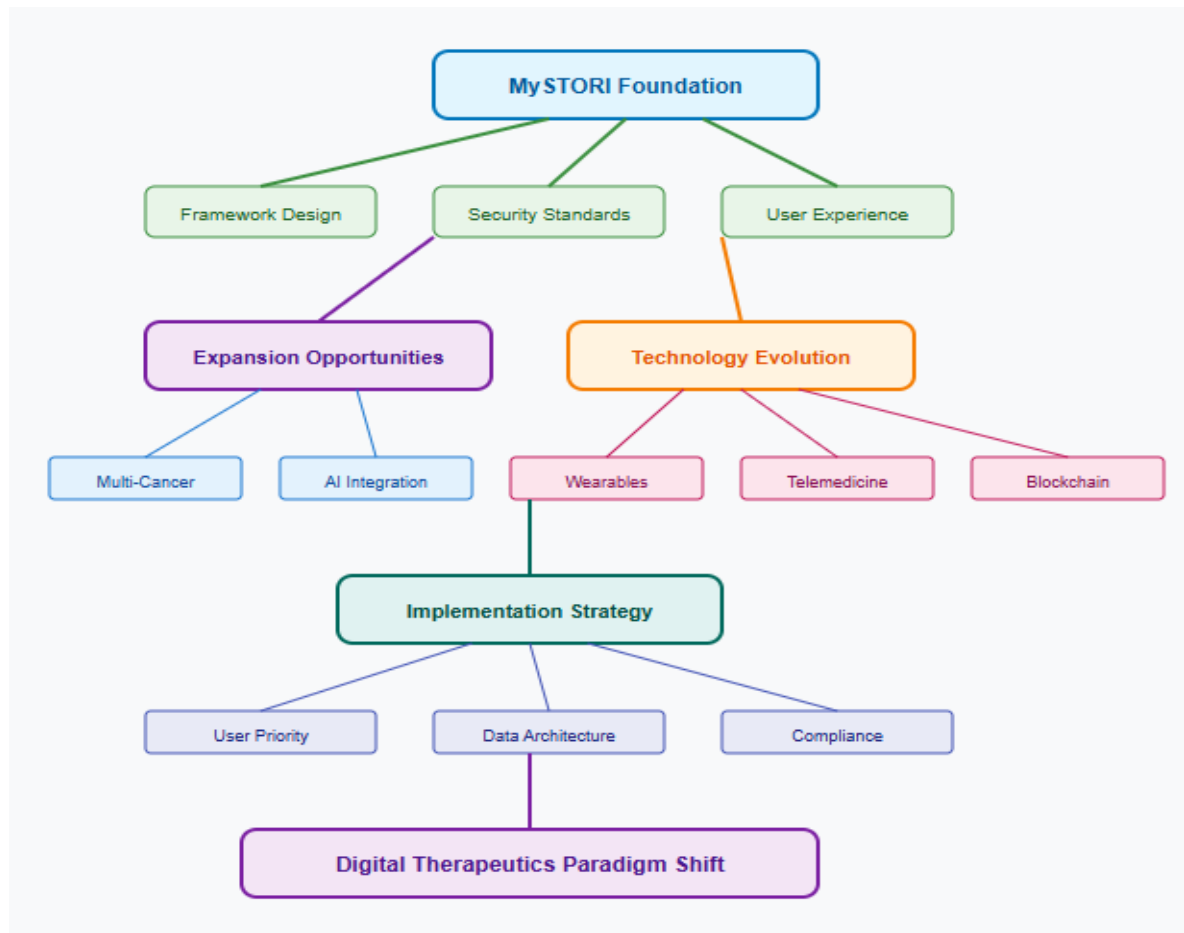 MySTORI Foundation
Framework Design
Security Standards
User Experience
Expansion Opportunities
Technology Evolution
Multi-Cancer
AI Integration
Wearables
Telemedicine
Blockchain
Implementation Strategy
User Priority
Data Architecture
Compliance
Digital Therapeutics Paradigm Shift